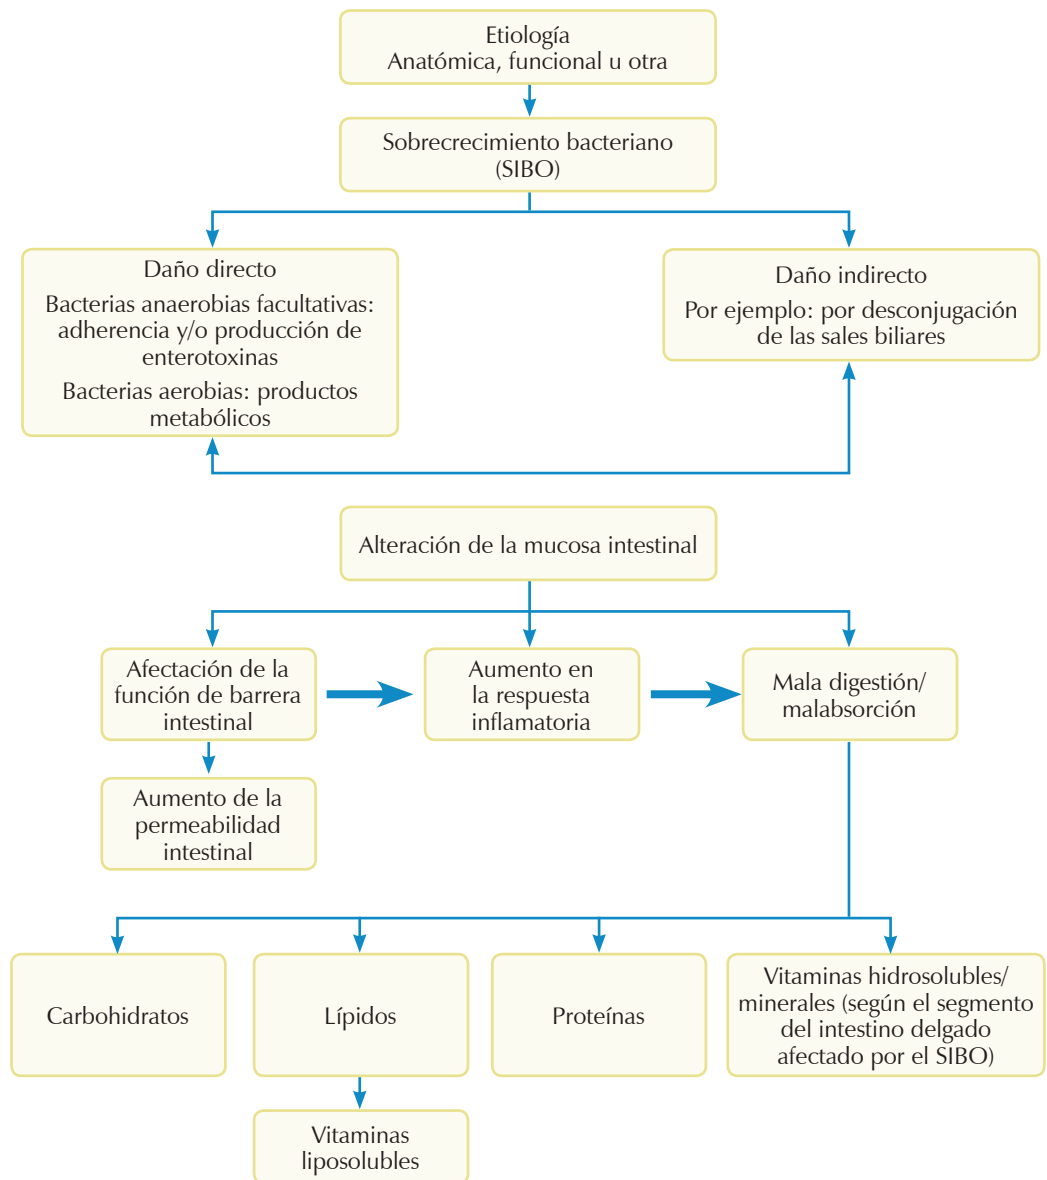 Etiología
Anatómica, funcional u otra
Sobrecrecimiento bacteriano
(SIBO)
Daño directo
Bacterias anaerobias facultativas:
adherencia y/o producción de
enterotoxinas
Bacterias aerobias: productos
metabólicos
Daño indirecto
Por ejemplo: por desconjugación
de las sales biliares
Alteración de la mucosa intestinal
Afectación de la
función de barrera
intestinal
Aumento en
la respuesta
inflamatoria
Mala digestión/
malabsorción
Aumento de la
permeabilidad
intestinal
Carbohidratos
Lípidos
Proteínas
Vitaminas hidrosolubles/
minerales (según el segmento
del intestino delgado
afectado por el SIBO)
Vitaminas
liposolubles